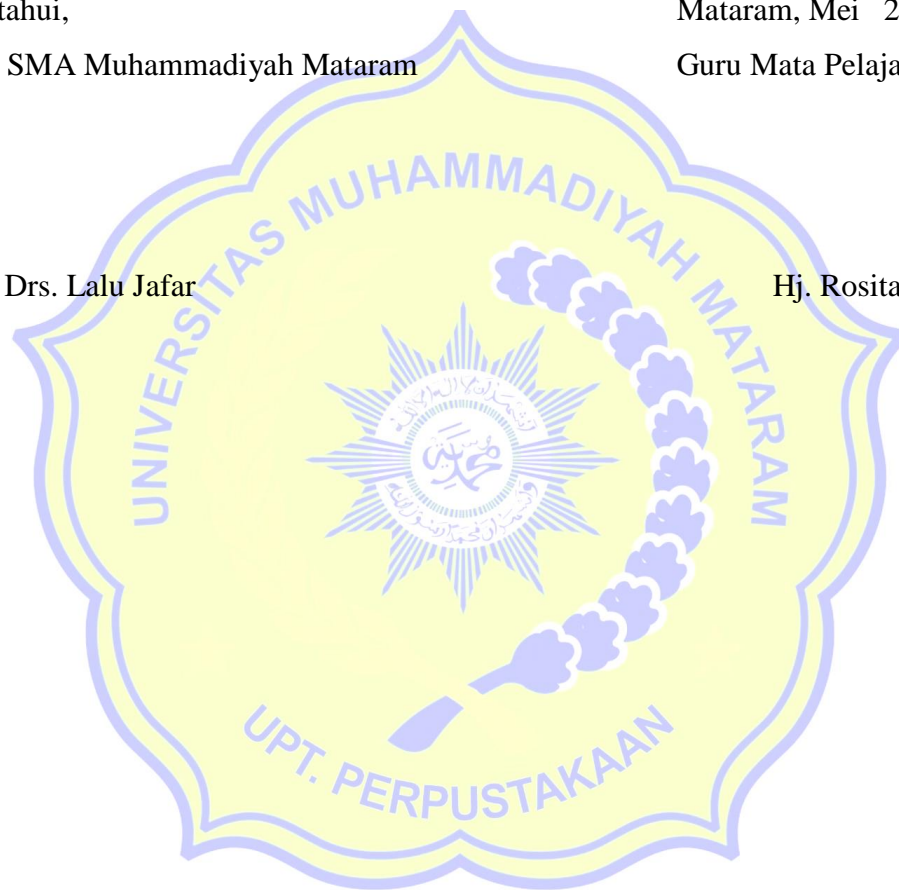 tahui,
Mataram, Mei 2
SMA Muhammadiyah Mataram
Guru Mata Pelaja
Drs. Lalu Jafar
Hj. Rosita
UNIVERSITAS MUHAMMADIYAH MATARAM
UPT. PERPUSTAKAAN